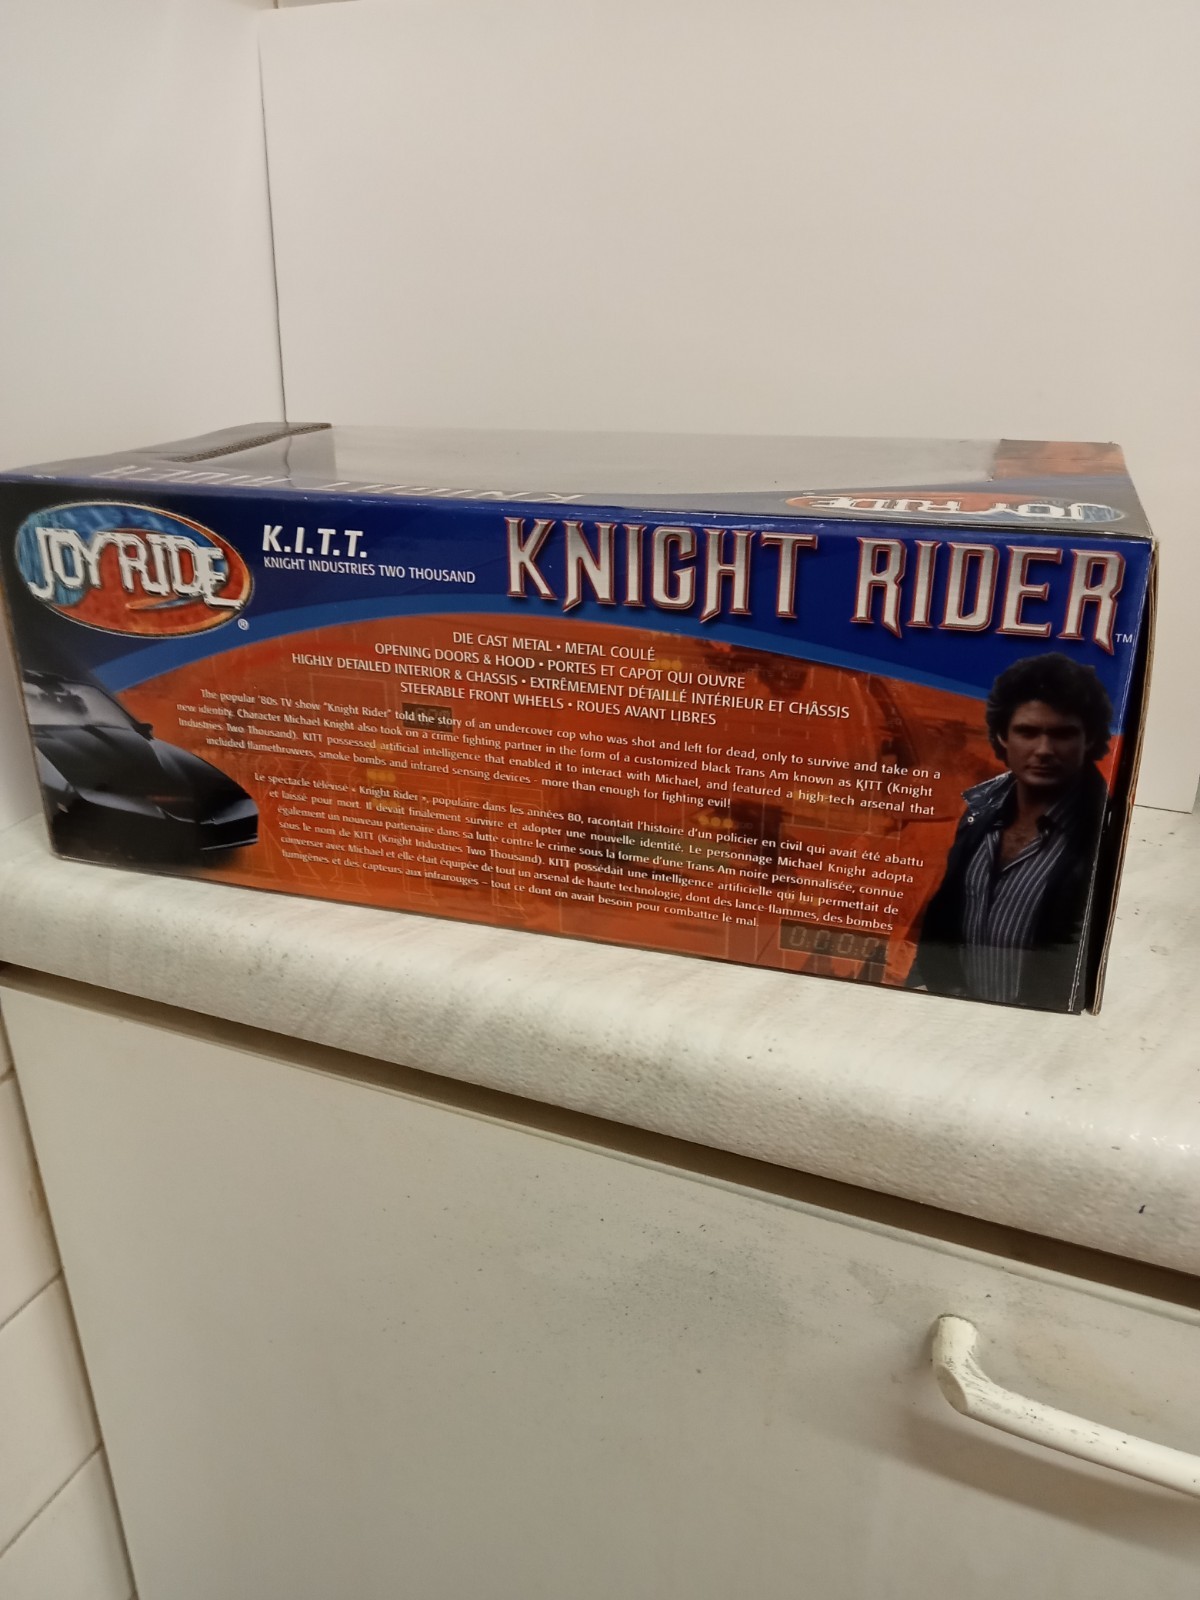 KNIGHT RIDER
JOYRIDE
JOYRIDE
®
K.I.T.T.
KNIGHT INDUSTRIES TWO THOUSAND
KNIGHT RIDER
™
DIE CAST METAL • METAL COULÉ
OPENING DOORS & HOOD • PORTES ET CAPOT QUI OUVRE
HIGHLY DETAILED INTERIOR & CHASSIS • EXTRÊMEMENT DÉTAILLÉ INTÉRIEUR ET CHÂSSIS
STEERABLE FRONT WHEELS • ROUES AVANT LIBRES
The popular '80s TV show "Knight Rider" told the story of an undercover cop who was shot and left for dead, only to survive and take on a
new identity. Character Michael Knight also took on a crime fighting partner in the form of a customized black Trans Am known as KITT (Knight
Industries Two Thousand). KITT possessed artificial intelligence that enabled it to interact with Michael, and featured a high-tech arsenal that
included flamethrowers, smoke bombs and infrared sensing devices - more than enough for fighting evil!
Le spectacle télévisé « Knight Rider », populaire dans les années 80, racontait l'histoire d'un policier en civil qui avait été abattu
et laissé pour mort. Il devait finalement survivre et adopter une nouvelle identité. Le personnage Michael Knight adopta
également un nouveau partenaire dans sa lutte contre le crime sous la forme d'une Trans Am noire personnalisée, connue
sous le nom de KITT (Knight Industries Two Thousand). KITT possédait une intelligence artificielle qui lui permettait de
converser avec Michael et elle était équipée de tout un arsenal de haute technologie, dont des lance-flammes, des bombes
fumigènes et des capteurs aux infrarouges – tout ce dont on avait besoin pour combattre le mal.